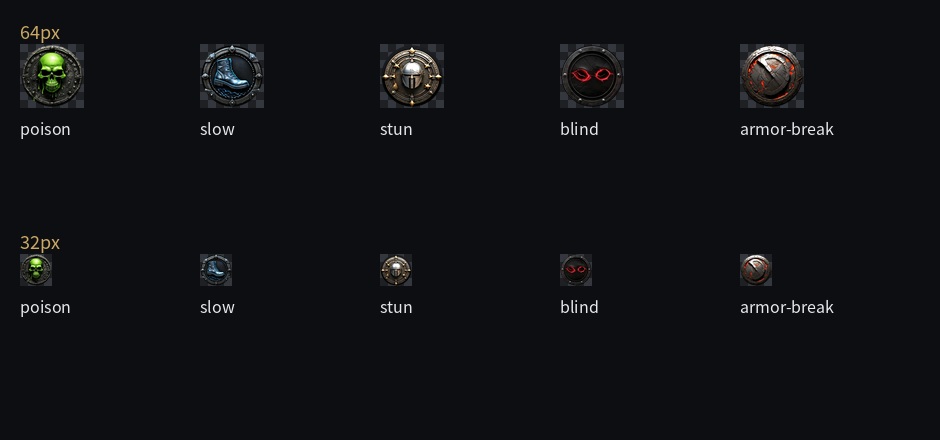 64px
poison slow stun blind armor-break
32px
poison slow stun blind armor-break